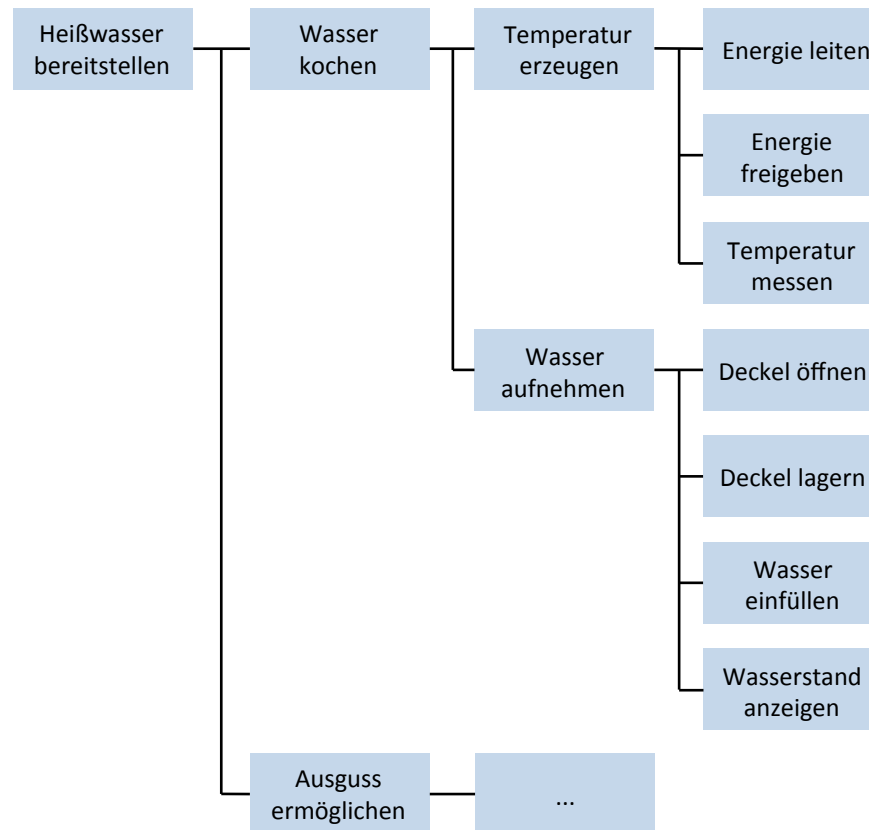 Heißwasser
bereitstellen
Wasser
kochen
Temperatur
erzeugen
Energie leiten
Energie
freigeben
Temperatur
messen
Wasser
aufnehmen
Deckel öffnen
Deckel lagern
Wasser
einfüllen
Wasserstand
anzeigen
Ausguss
ermöglichen
...